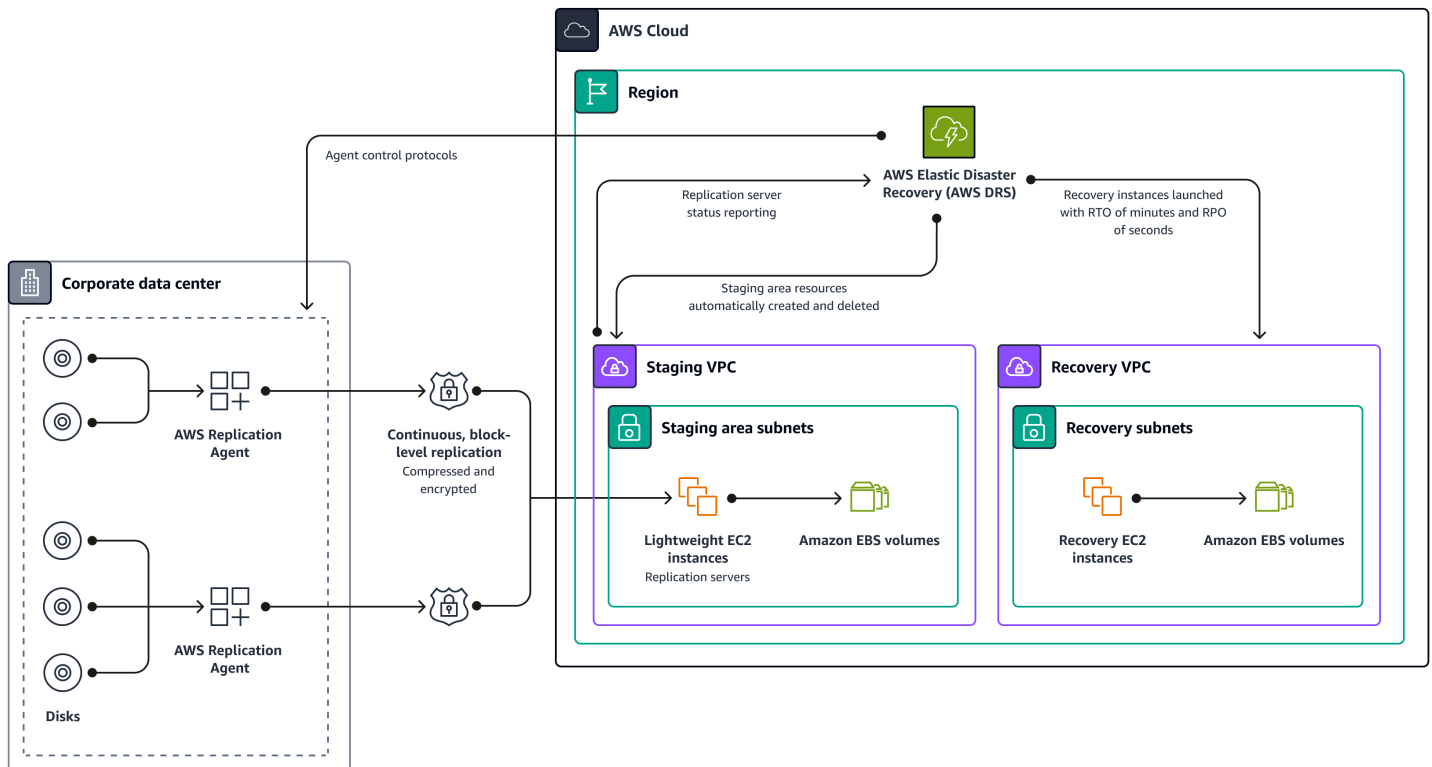 AWS Cloud
Region
Agent control protocols
AWS Elastic Disaster
Recovery (AWS DRS)
Replication server
status reporting
Recovery instances launched
with RTO of minutes and RPO
of seconds
Staging area resources
automatically created and deleted
Corporate data center
AWS Replication
Agent
Continuous, block-
level replication
Compressed and
encrypted
AWS Replication
Agent
Disks
Staging VPC
Staging area subnets
Lightweight EC2
instances
Replication servers
Amazon EBS volumes
Recovery VPC
Recovery subnets
Recovery EC2
instances
Amazon EBS volumes